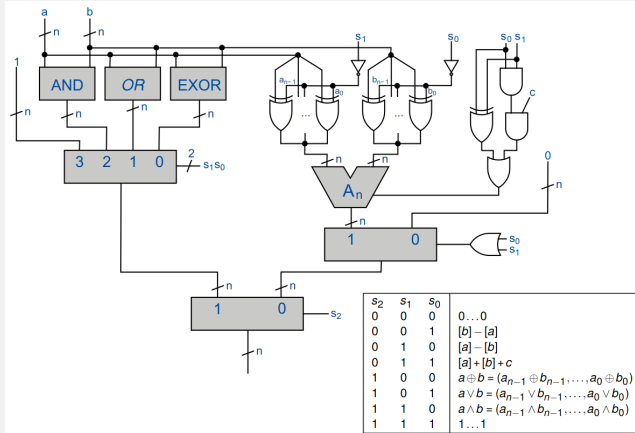 a b
n n
s₁ s₀ s₀ s₁
1
AND OR EXOR
aₙ₋₁ a₀ bₙ₋₁ b₀
... ...
c
n n n n
3 2 1 0
2
s₁s₀
n n
0
Aₙ
n
n
1 0
s₀
s₁
n n
1 0
s₂
n
s₂ s₁ s₀
0 0 0 0...0
0 0 1 [b]−[a]
0 1 0 [a]−[b]
0 1 1 [a]+[b]+c
1 0 0 a⊕b = (aₙ₋₁⊕bₙ₋₁,...,a₀⊕b₀)
1 0 1 a∨b = (aₙ₋₁∨bₙ₋₁,...,a₀∨b₀)
1 1 0 a∧b = (aₙ₋₁∧bₙ₋₁,...,a₀∧b₀)
1 1 1 1...1